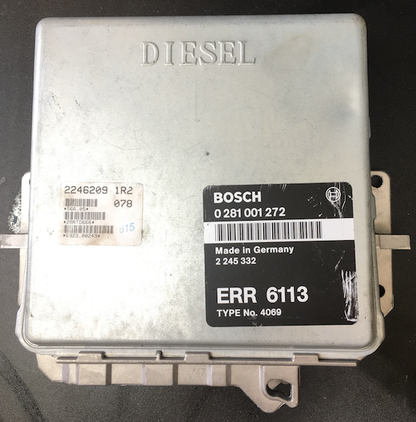 DIESEL
2246209 1R2
078
615
BOSCH
0 281 001 272
Made in Germany
2 245 332
ERR 6113
TYPE No. 4069